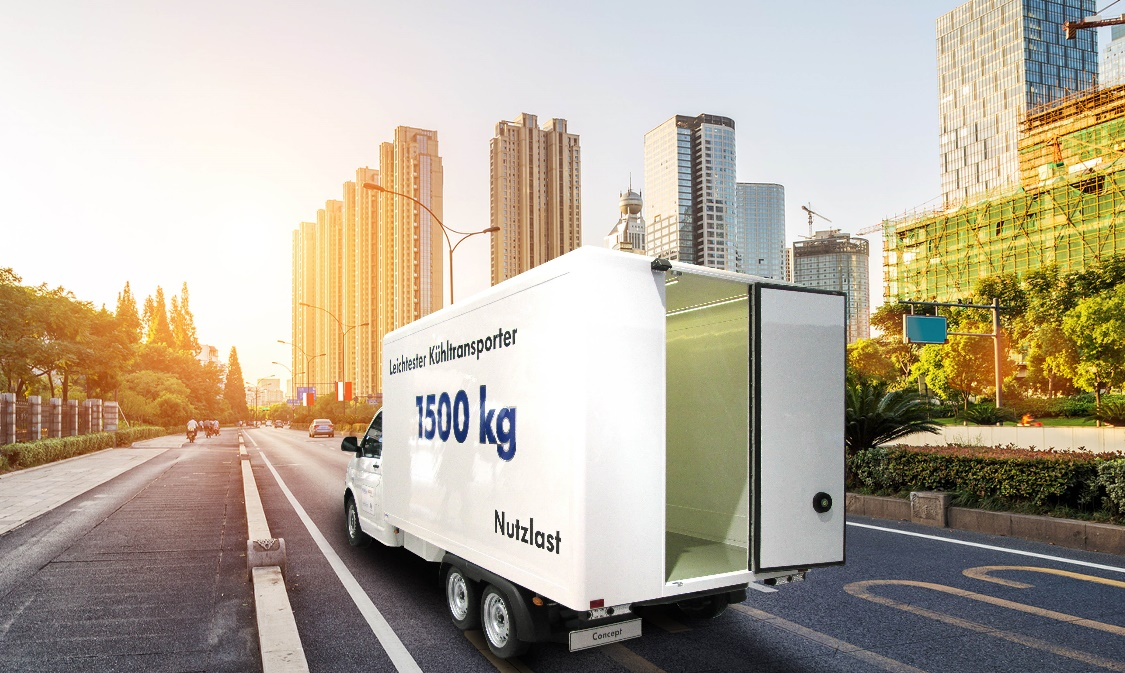 Leichtester Kühltransporter
1500 kg
Nutzlast
Concept